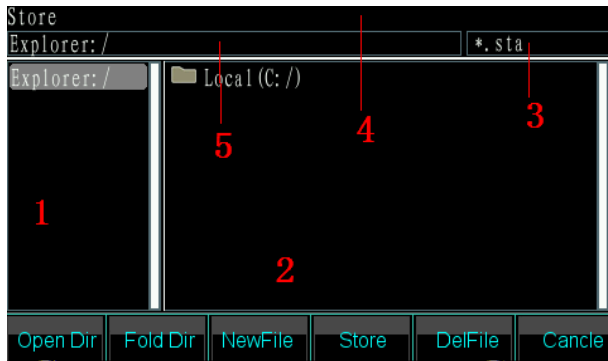 Store
Explorer:/
*.sta
Explorer:/
Local(C:/)
5
4
3
1
2
Open Dir
Fold Dir
NewFile
Store
DelFile
Cancle